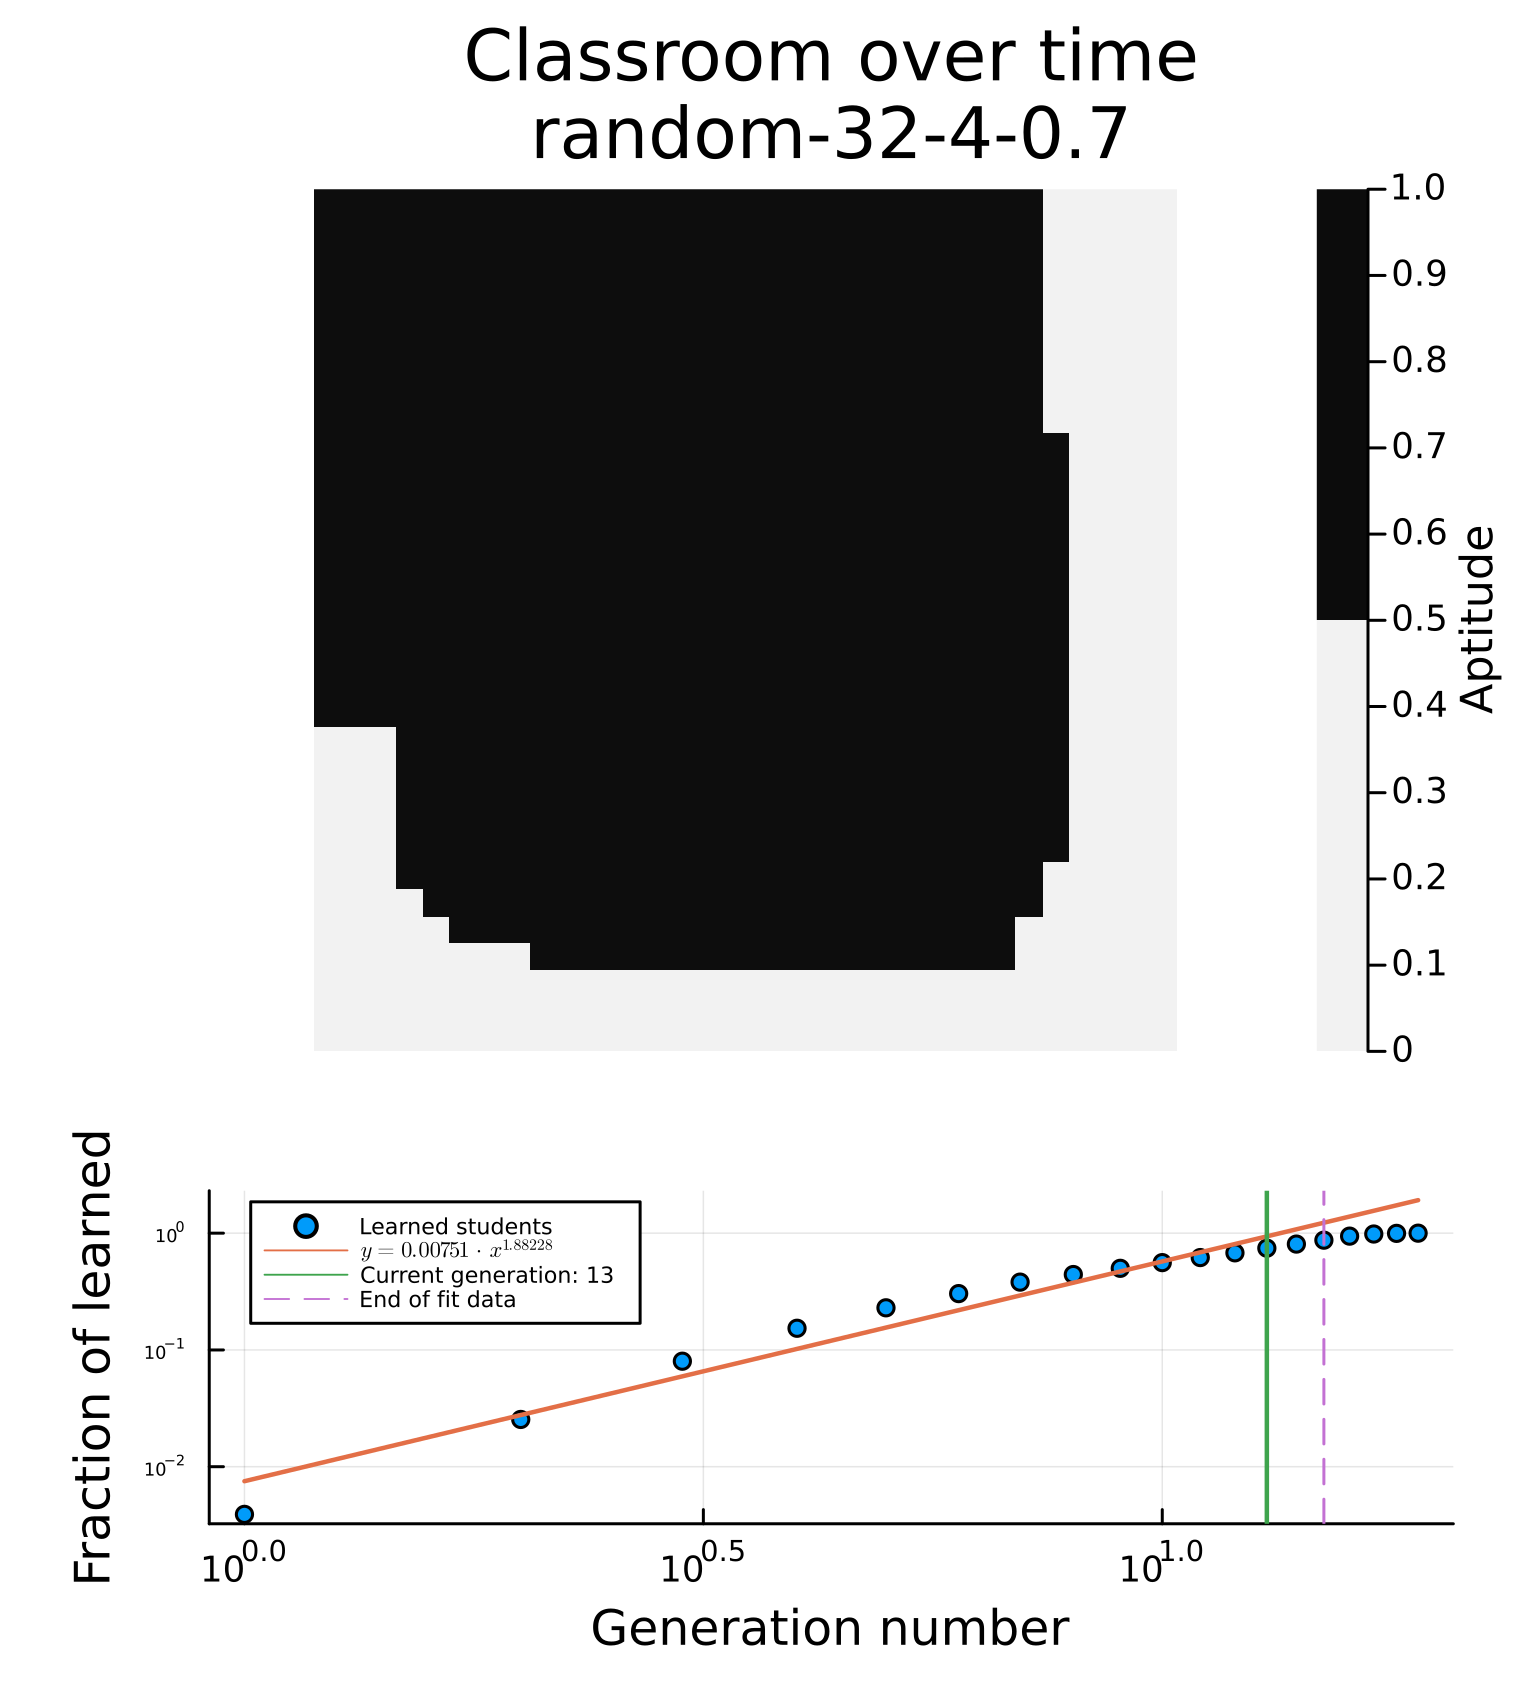 Classroom over time
random-32-4-0.7
1.0
0.9
0.8
0.7
0.6
0.5
0.4
0.3
0.2
0.1
0
Aptitude
Fraction of learned
10⁰
10⁻¹
10⁻²
Learned students
y = 0.00751 · x^1.88228
Current generation: 13
End of fit data
10^0.0
10^0.5
10^1.0
Generation number